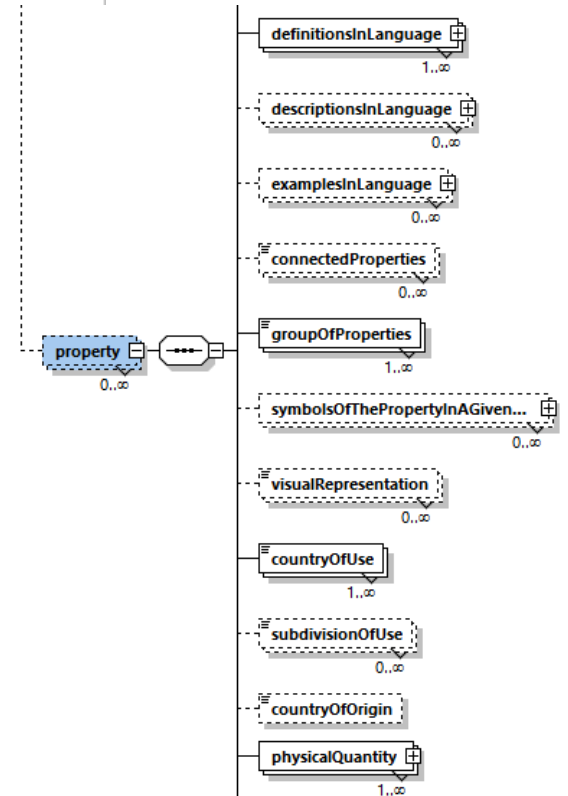 definitionsInLanguage
1..∞
descriptionsInLanguage
0..∞
examplesInLanguage
0..∞
connectedProperties
0..∞
groupOfProperties
1..∞
property
0..∞
symbolsOfThePropertyInAGiven...
0..∞
visualRepresentation
0..∞
countryOfUse
1..∞
subdivisionOfUse
0..∞
countryOfOrigin
physicalQuantity
1..∞